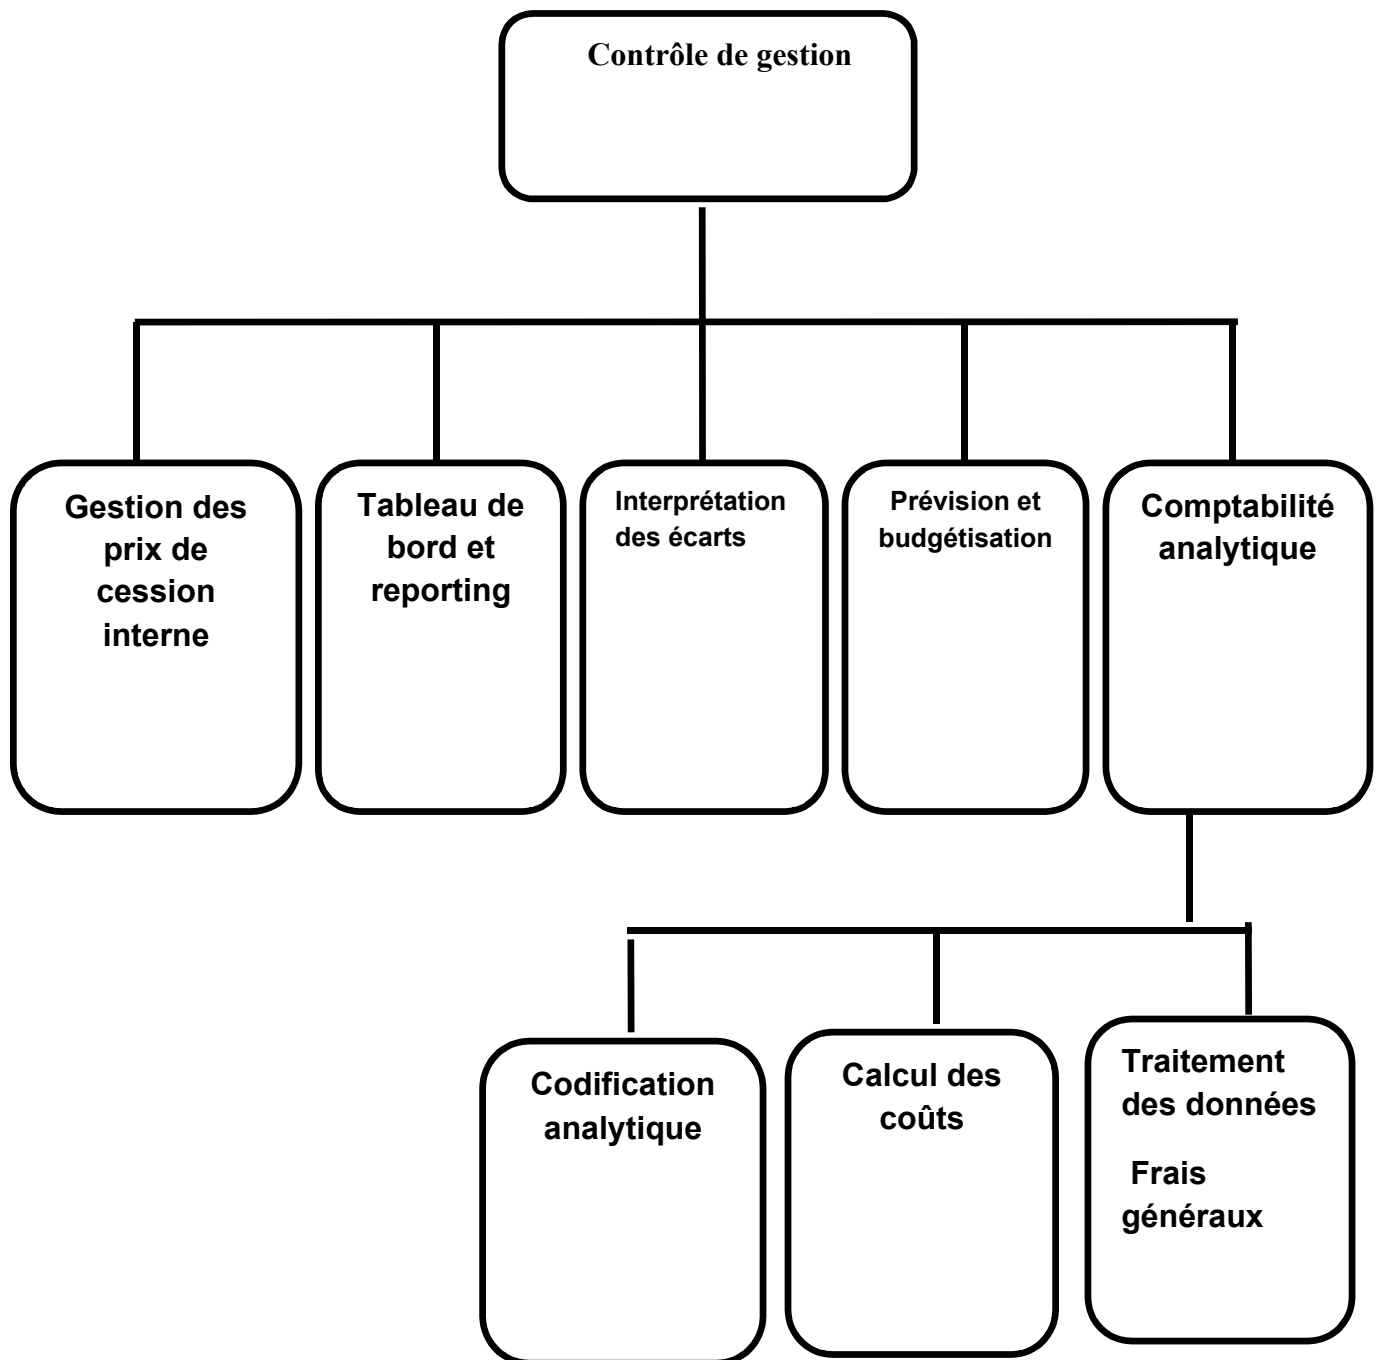 Contrôle de gestion
Gestion des
prix de
cession
interne
Tableau de
bord et
reporting
Interprétation
des écarts
Prévision et
budgétisation
Comptabilité
analytique
Codification
analytique
Calcul des
coûts
Traitement
des données
Frais
généraux